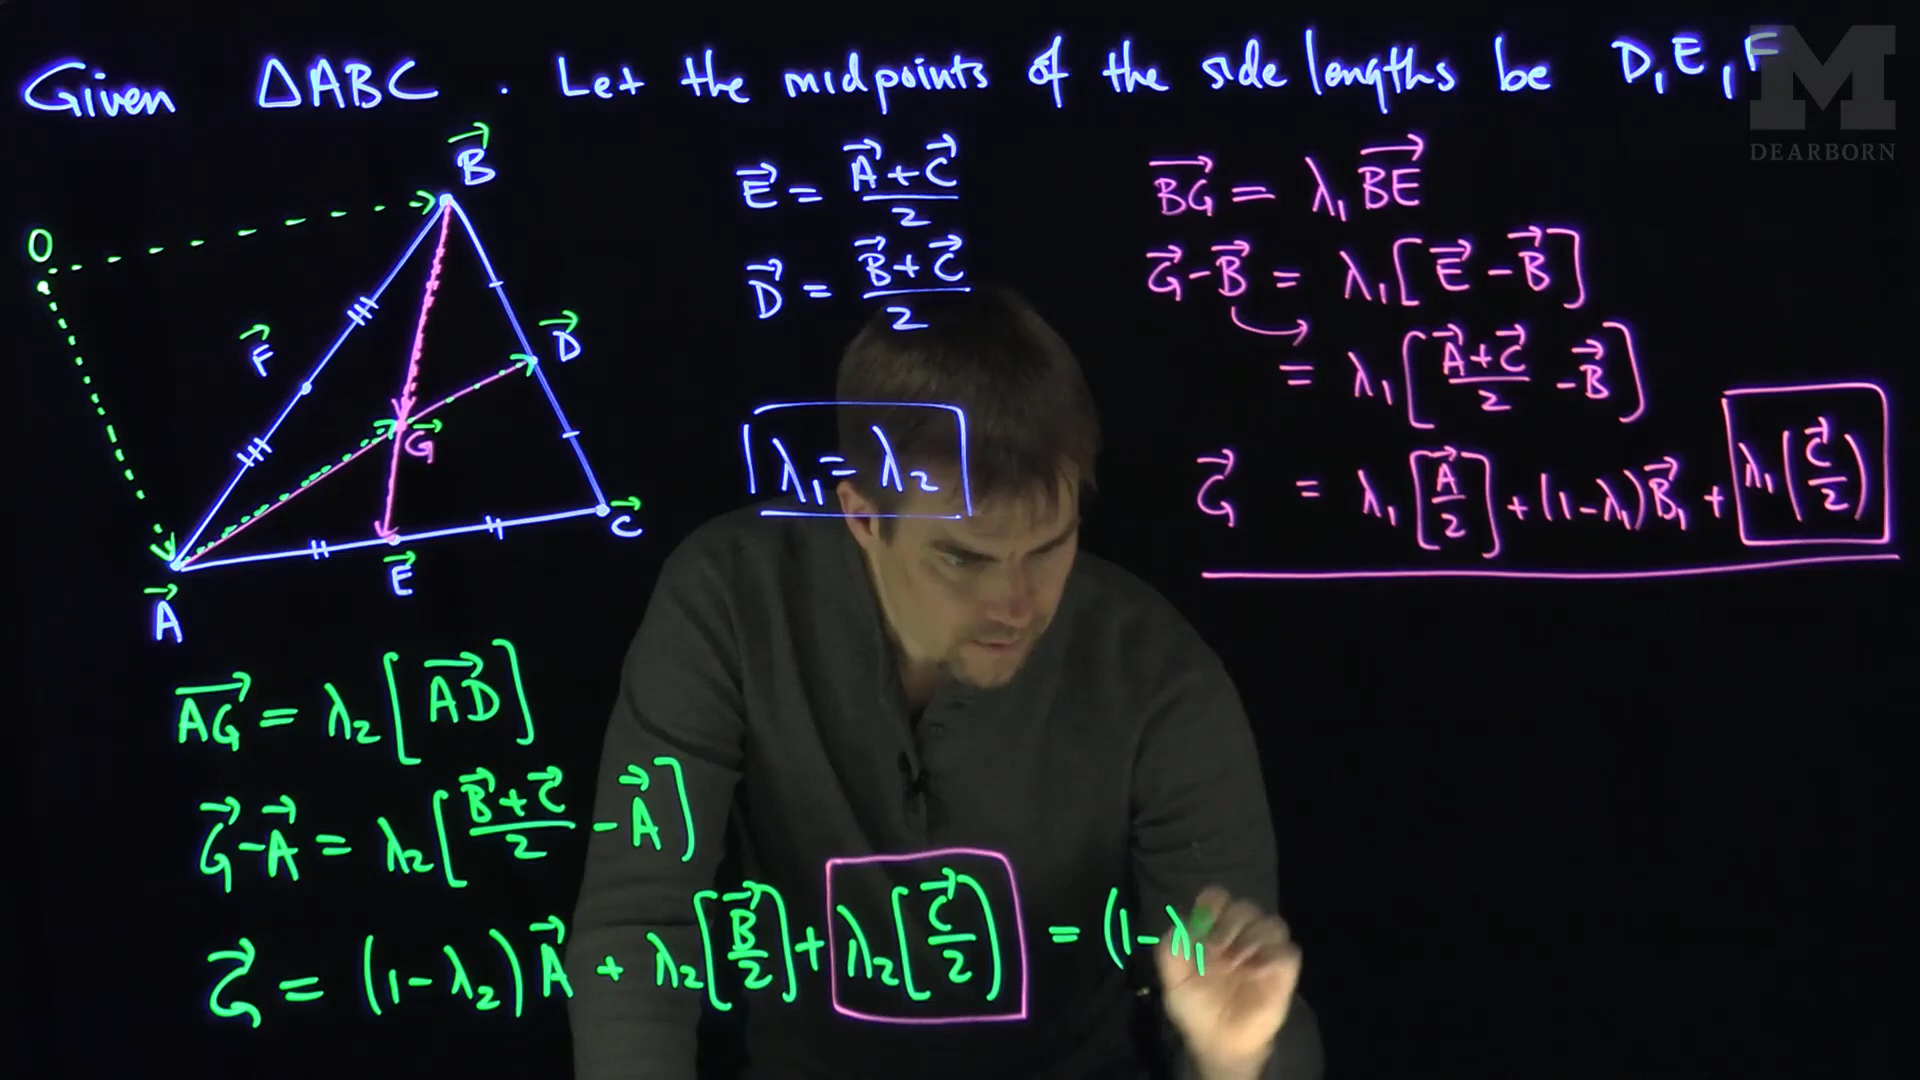 Given ΔABC . Let the midpoints of the side lengths be D, E, F
M
DEARBORN
O
B⃗
F⃗
D⃗
G⃗
A⃗
E⃗
C⃗
E⃗ = (A⃗ + C⃗)/2
D⃗ = (B⃗ + C⃗)/2
λ₁ = λ₂
BG⃗ = λ₁ BE⃗
G⃗ - B⃗ = λ₁ [E⃗ - B⃗]
= λ₁ [(A⃗ + C⃗)/2 - B⃗]
G⃗ = λ₁ [A⃗/2] + (1-λ₁)B⃗₁ + λ₁ (C⃗/2)
AG⃗ = λ₂ [AD⃗]
G⃗ - A⃗ = λ₂ [(B⃗ + C⃗)/2 - A⃗]
G⃗ = (1-λ₂)A⃗ + λ₂ [B⃗/2] + λ₂ [C⃗/2] = (1-λ₁